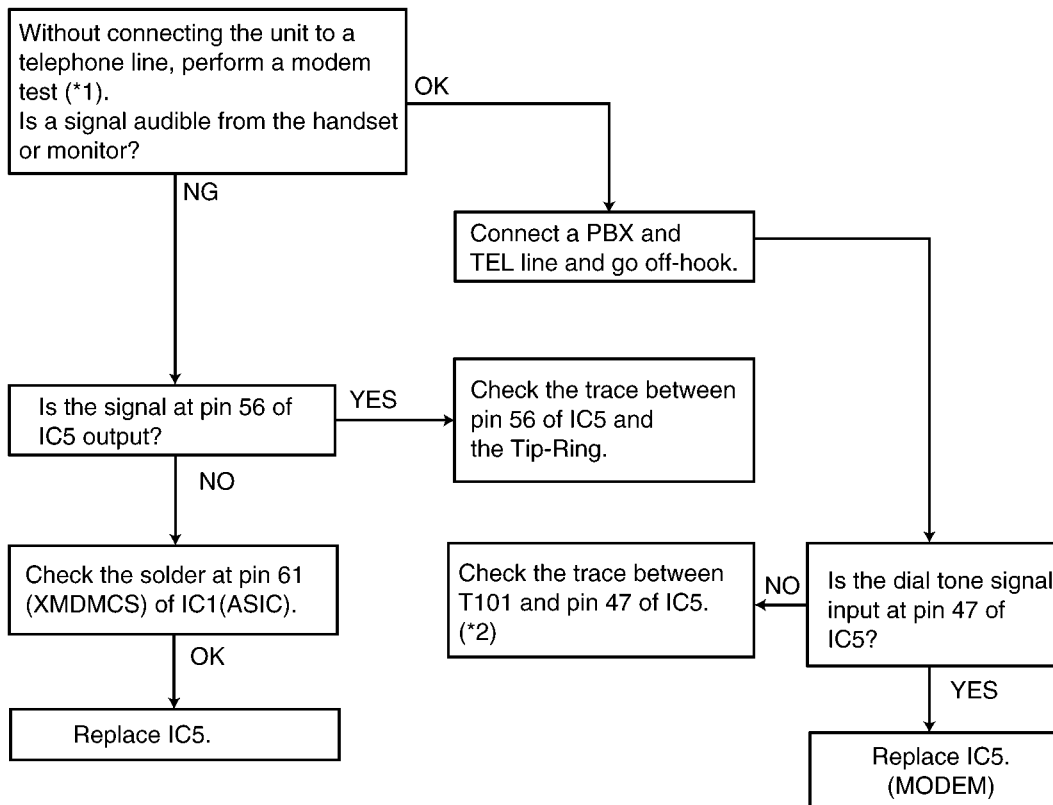 Without connecting the unit to a
telephone line, perform a modem
test (*1).
Is a signal audible from the handset
or monitor?
OK
NG
Connect a PBX and
TEL line and go off-hook.
Is the signal at pin 56 of
IC5 output?
YES
Check the trace between
pin 56 of IC5 and
the Tip-Ring.
NO
Check the solder at pin 61
(XMDMCS) of IC1(ASIC).
OK
Replace IC5.
Check the trace between
T101 and pin 47 of IC5.
(*2)
NO
Is the dial tone signal
input at pin 47 of
IC5?
YES
Replace IC5.
(MODEM)